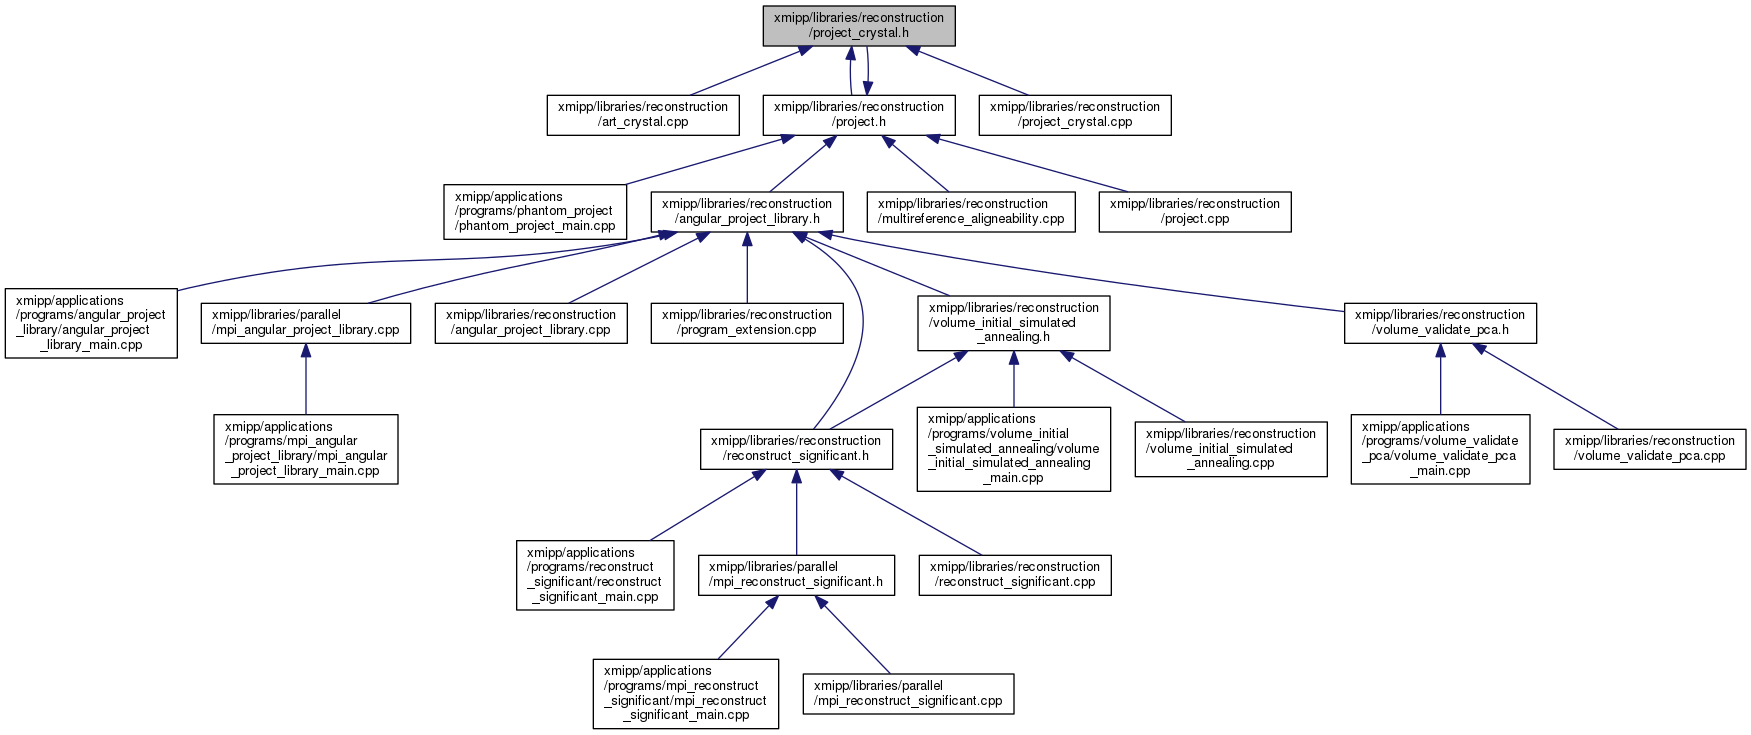 xmipp/libraries/reconstruction
/project_crystal.h
xmipp/libraries/reconstruction
/art_crystal.cpp
xmipp/libraries/reconstruction
/project.h
xmipp/libraries/reconstruction
/project_crystal.cpp
xmipp/applications
/programs/phantom_project
/phantom_project_main.cpp
xmipp/libraries/reconstruction
/angular_project_library.h
xmipp/libraries/reconstruction
/multireference_aligneability.cpp
xmipp/libraries/reconstruction
/project.cpp
xmipp/applications
/programs/angular_project
_library/angular_project
_library_main.cpp
xmipp/libraries/parallel
/mpi_angular_project_library.cpp
xmipp/libraries/reconstruction
/angular_project_library.cpp
xmipp/libraries/reconstruction
/program_extension.cpp
xmipp/libraries/reconstruction
/volume_initial_simulated
_annealing.h
xmipp/libraries/reconstruction
/volume_validate_pca.h
xmipp/applications
/programs/mpi_angular
_project_library/mpi_angular
_project_library_main.cpp
xmipp/libraries/reconstruction
/reconstruct_significant.h
xmipp/applications
/programs/volume_initial
_simulated_annealing/volume
_initial_simulated_annealing
_main.cpp
xmipp/libraries/reconstruction
/volume_initial_simulated
_annealing.cpp
xmipp/applications
/programs/volume_validate
_pca/volume_validate_pca
_main.cpp
xmipp/libraries/reconstruction
/volume_validate_pca.cpp
xmipp/applications
/programs/reconstruct
_significant/reconstruct
_significant_main.cpp
xmipp/libraries/parallel
/mpi_reconstruct_significant.h
xmipp/libraries/reconstruction
/reconstruct_significant.cpp
xmipp/applications
/programs/mpi_reconstruct
_significant/mpi_reconstruct
_significant_main.cpp
xmipp/libraries/parallel
/mpi_reconstruct_significant.cpp